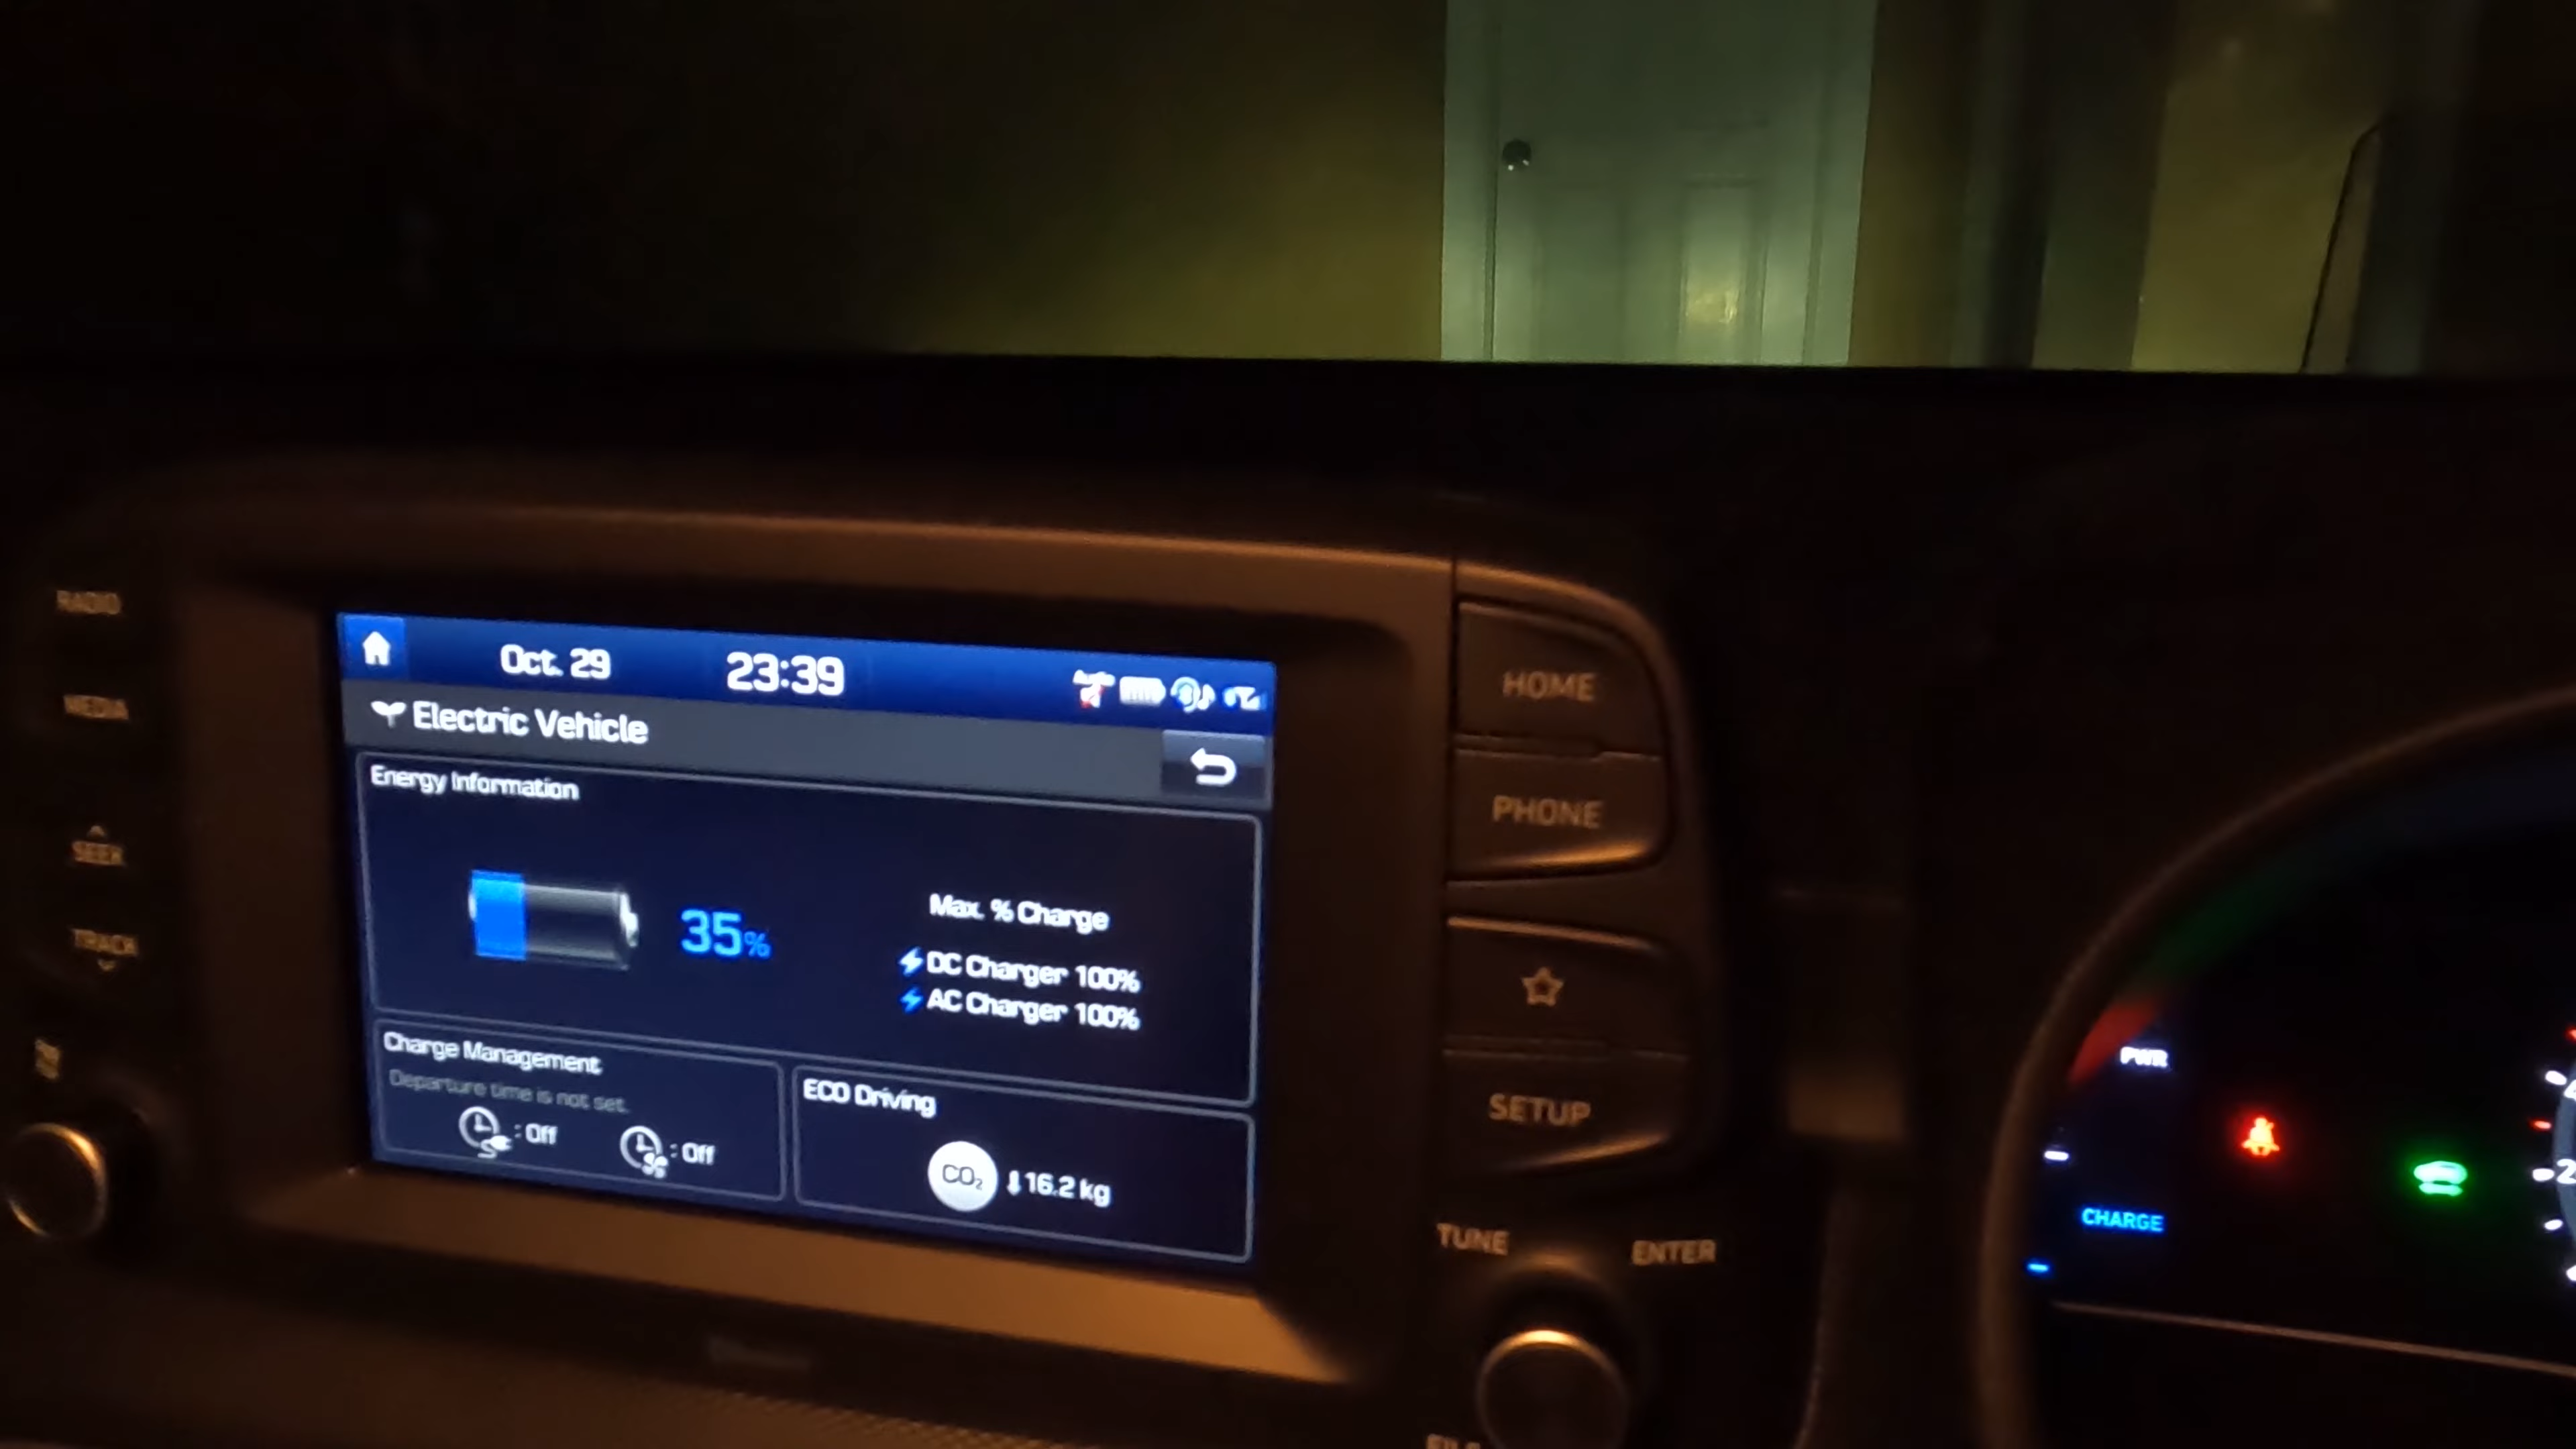 RADIO
MEDIA
SEEK
TRACK
Oct. 29
23:39
Audio
Electric Vehicle
Energy Information
35%
Max. % Charge
DC Charger 100%
AC Charger 100%
Charge Management
Departure time is not set.
: Off
: Off
ECO Driving
CO₂
16.2 kg
HOME
PHONE
SETUP
TUNE
ENTER
PWR
CHARGE
2